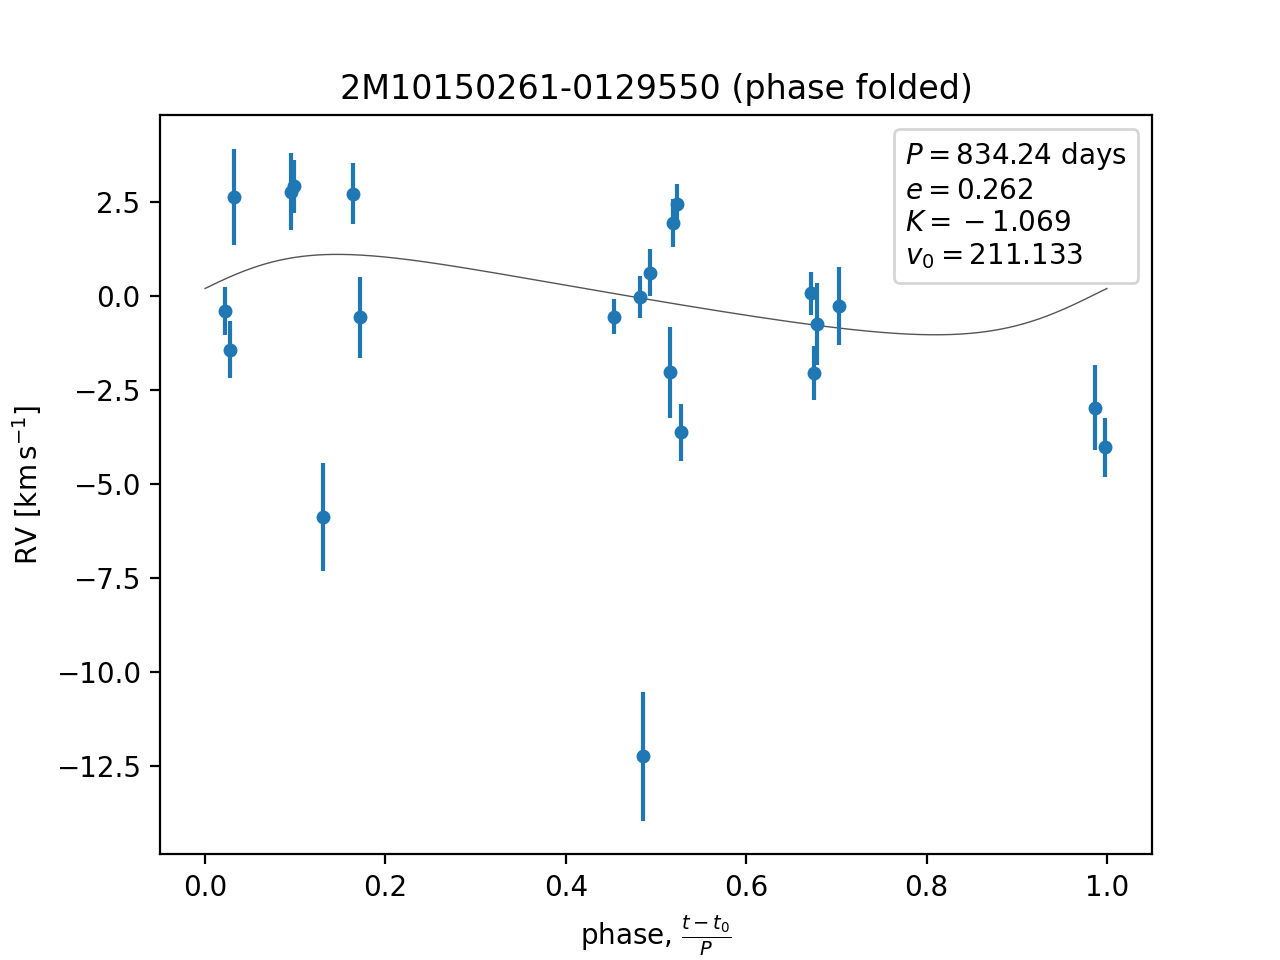 2M10150261-0129550 (phase folded)
P = 834.24 days
e = 0.262
K = −1.069
v₀ = 211.133
2.5
0.0
−2.5
−5.0
−7.5
−10.0
−12.5
RV [km s⁻¹]
0.0 0.2 0.4 0.6 0.8 1.0
phase, (t − t₀)/P